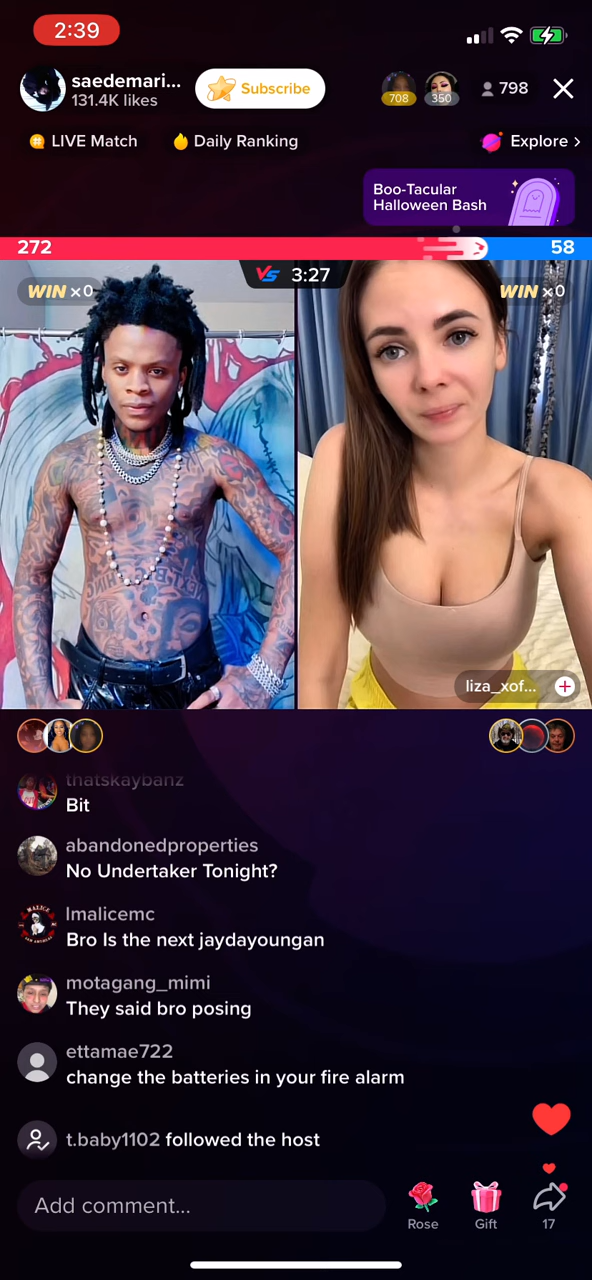 2:39
saedemari...
131.4K likes
Subscribe
708
350
798
LIVE Match
Daily Ranking
Explore >
Boo-Tacular
Halloween Bash
272
58
VS 3:27
WIN x0
WIN x0
liza_xof...
thatskaybanz
Bit
abandonedproperties
No Undertaker Tonight?
lmalicemc
Bro Is the next jaydayoungan
motagang_mimi
They said bro posing
ettamae722
change the batteries in your fire alarm
t.baby1102 followed the host
Add comment...
Rose
Gift
17